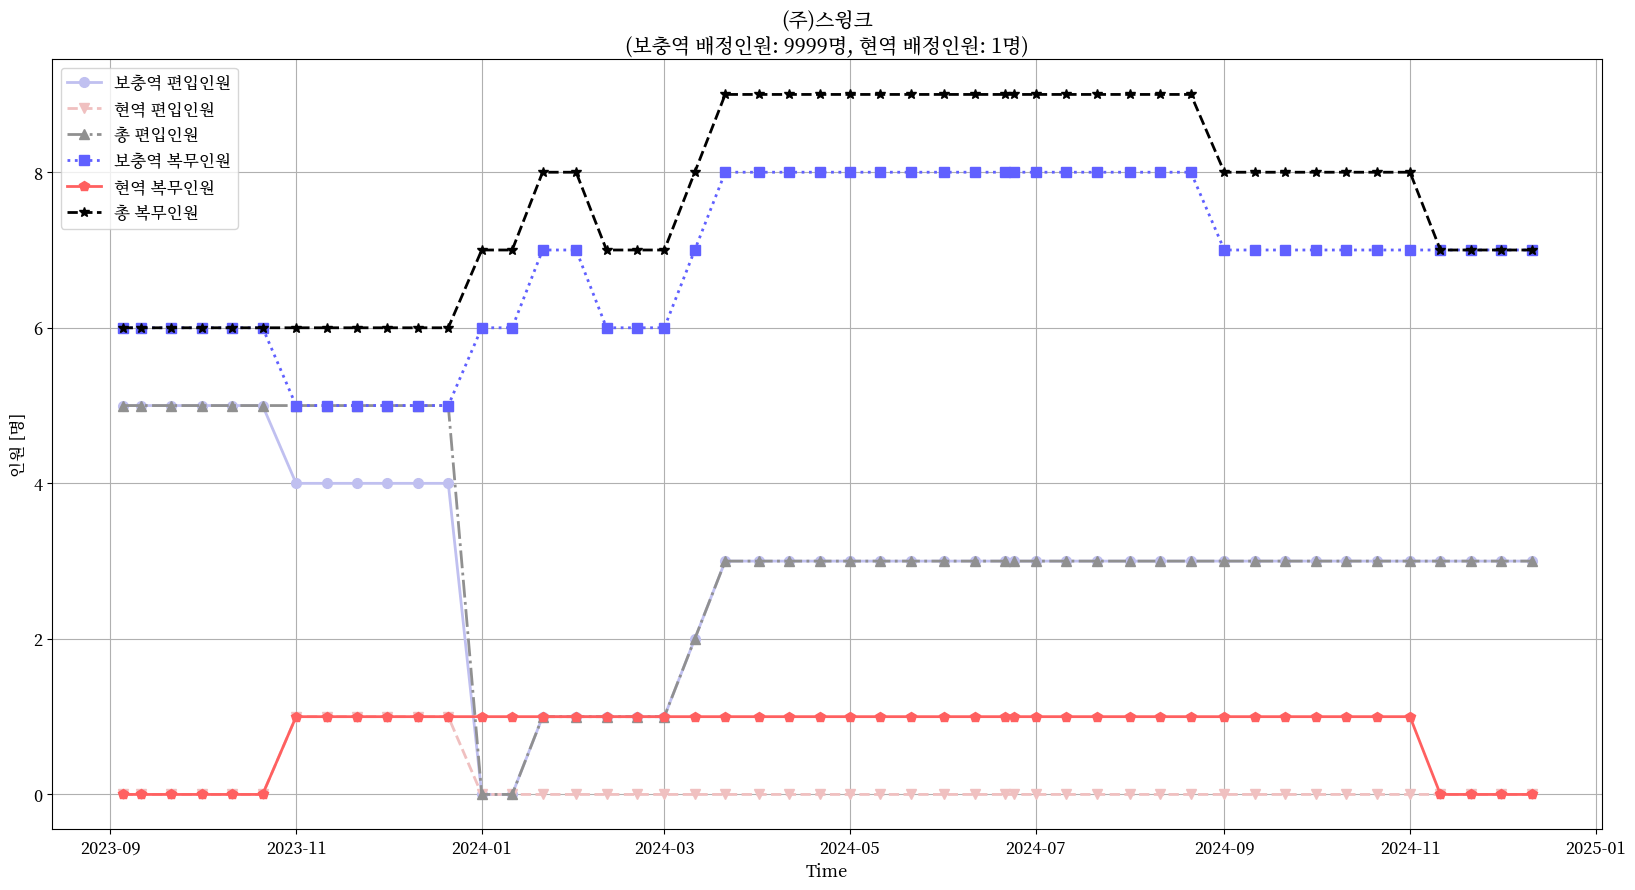 (주)스윙크
(보충역 배정인원: 9999명, 현역 배정인원: 1명)
보충역 편입인원
현역 편입인원
총 편입인원
보충역 복무인원
현역 복무인원
총 복무인원
인원 [명]
8
6
4
2
0
2023-09
2023-11
2024-01
2024-03
2024-05
2024-07
2024-09
2024-11
2025-01
Time